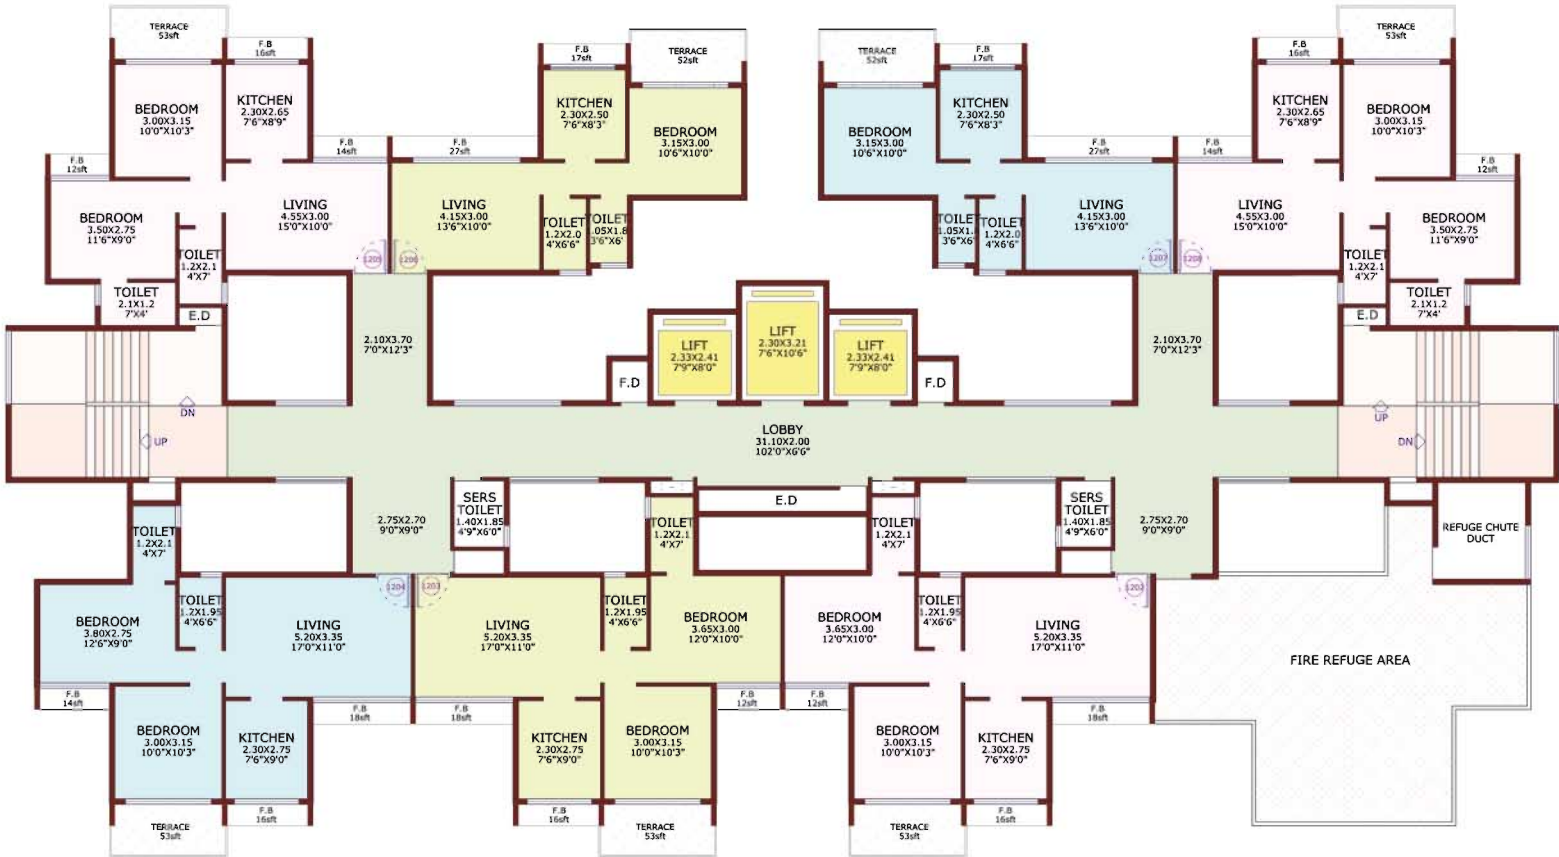 TERRACE
53sft
F.B
16sft
BEDROOM
3.00X3.15
10'0"X10'3"
KITCHEN
2.30X2.65
7'6"X8'9"
F.B
14sft
F.B
12sft
BEDROOM
3.50X2.75
11'6"X9'0"
LIVING
4.55X3.00
15'0"X10'0"
TOILET
1.2X2.1
4'X7'
TOILET
2.1X1.2
7'X4'
E.D
1205
F.B
17sft
TERRACE
52sft
KITCHEN
2.30X2.50
7'6"X8'3"
BEDROOM
3.15X3.00
10'6"X10'0"
F.B
27sft
LIVING
4.15X3.00
13'6"X10'0"
TOILET
1.2X2.0
4'X6'6"
TOILET
.05X1.8
3'6"X6'
1206
TERRACE
52sft
F.B
17sft
BEDROOM
3.15X3.00
10'6"X10'0"
KITCHEN
2.30X2.50
7'6"X8'3"
F.B
27sft
TOILET
1.05X1.8
3'6"X6'
TOILET
1.2X2.0
4'X6'6"
LIVING
4.15X3.00
13'6"X10'0"
1207
TERRACE
53sft
F.B
16sft
KITCHEN
2.30X2.65
7'6"X8'9"
BEDROOM
3.00X3.15
10'0"X10'3"
F.B
14sft
F.B
12sft
LIVING
4.55X3.00
15'0"X10'0"
BEDROOM
3.50X2.75
11'6"X9'0"
TOILET
1.2X2.1
4'X7'
TOILET
2.1X1.2
7'X4'
E.D
1208
2.10X3.70
7'0"X12'3"
F.D
LIFT
2.33X2.41
7'9"X8'0"
LIFT
2.30X3.21
7'6"X10'6"
LIFT
2.33X2.41
7'9"X8'0"
F.D
2.10X3.70
7'0"X12'3"
DN
UP
LOBBY
31.10X2.00
102'0"X6'6"
UP
DN
2.75X2.70
9'0"X9'0"
SERS
TOILET
1.40X1.85
4'9"X6'0"
E.D
SERS
TOILET
1.40X1.85
4'9"X6'0"
2.75X2.70
9'0"X9'0"
REFUGE CHUTE
DUCT
TOILET
1.2X2.1
4'X7'
TOILET
1.2X1.95
4'X6'6"
1204
BEDROOM
3.80X2.75
12'6"X9'0"
LIVING
5.20X3.35
17'0"X11'0"
F.B
14sft
BEDROOM
3.00X3.15
10'0"X10'3"
KITCHEN
2.30X2.75
7'6"X9'0"
F.B
18sft
TERRACE
53sft
F.B
16sft
1203
TOILET
1.2X2.1
4'X7'
TOILET
1.2X1.95
4'X6'6"
LIVING
5.20X3.35
17'0"X11'0"
BEDROOM
3.65X3.00
12'0"X10'0"
F.B
18sft
KITCHEN
2.30X2.75
7'6"X9'0"
BEDROOM
3.00X3.15
10'0"X10'3"
F.B
12sft
F.B
16sft
TERRACE
53sft
TOILET
1.2X2.1
4'X7'
TOILET
1.2X1.95
4'X6'6"
1202
BEDROOM
3.65X3.00
12'0"X10'0"
LIVING
5.20X3.35
17'0"X11'0"
F.B
12sft
BEDROOM
3.00X3.15
10'0"X10'3"
KITCHEN
2.30X2.75
7'6"X9'0"
F.B
18sft
TERRACE
53sft
F.B
16sft
FIRE REFUGE AREA